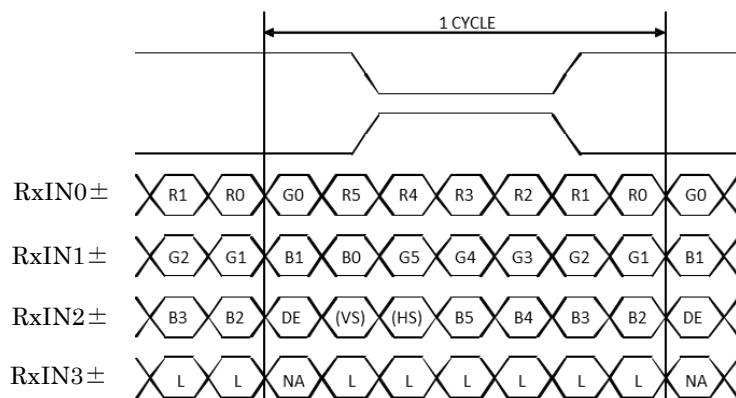 1 CYCLE
RxIN0± R1 R0 G0 R5 R4 R3 R2 R1 R0 G0
RxIN1± G2 G1 B1 B0 G5 G4 G3 G2 G1 B1
RxIN2± B3 B2 DE (VS) (HS) B5 B4 B3 B2 DE
RxIN3± L L NA L L L L L L NA